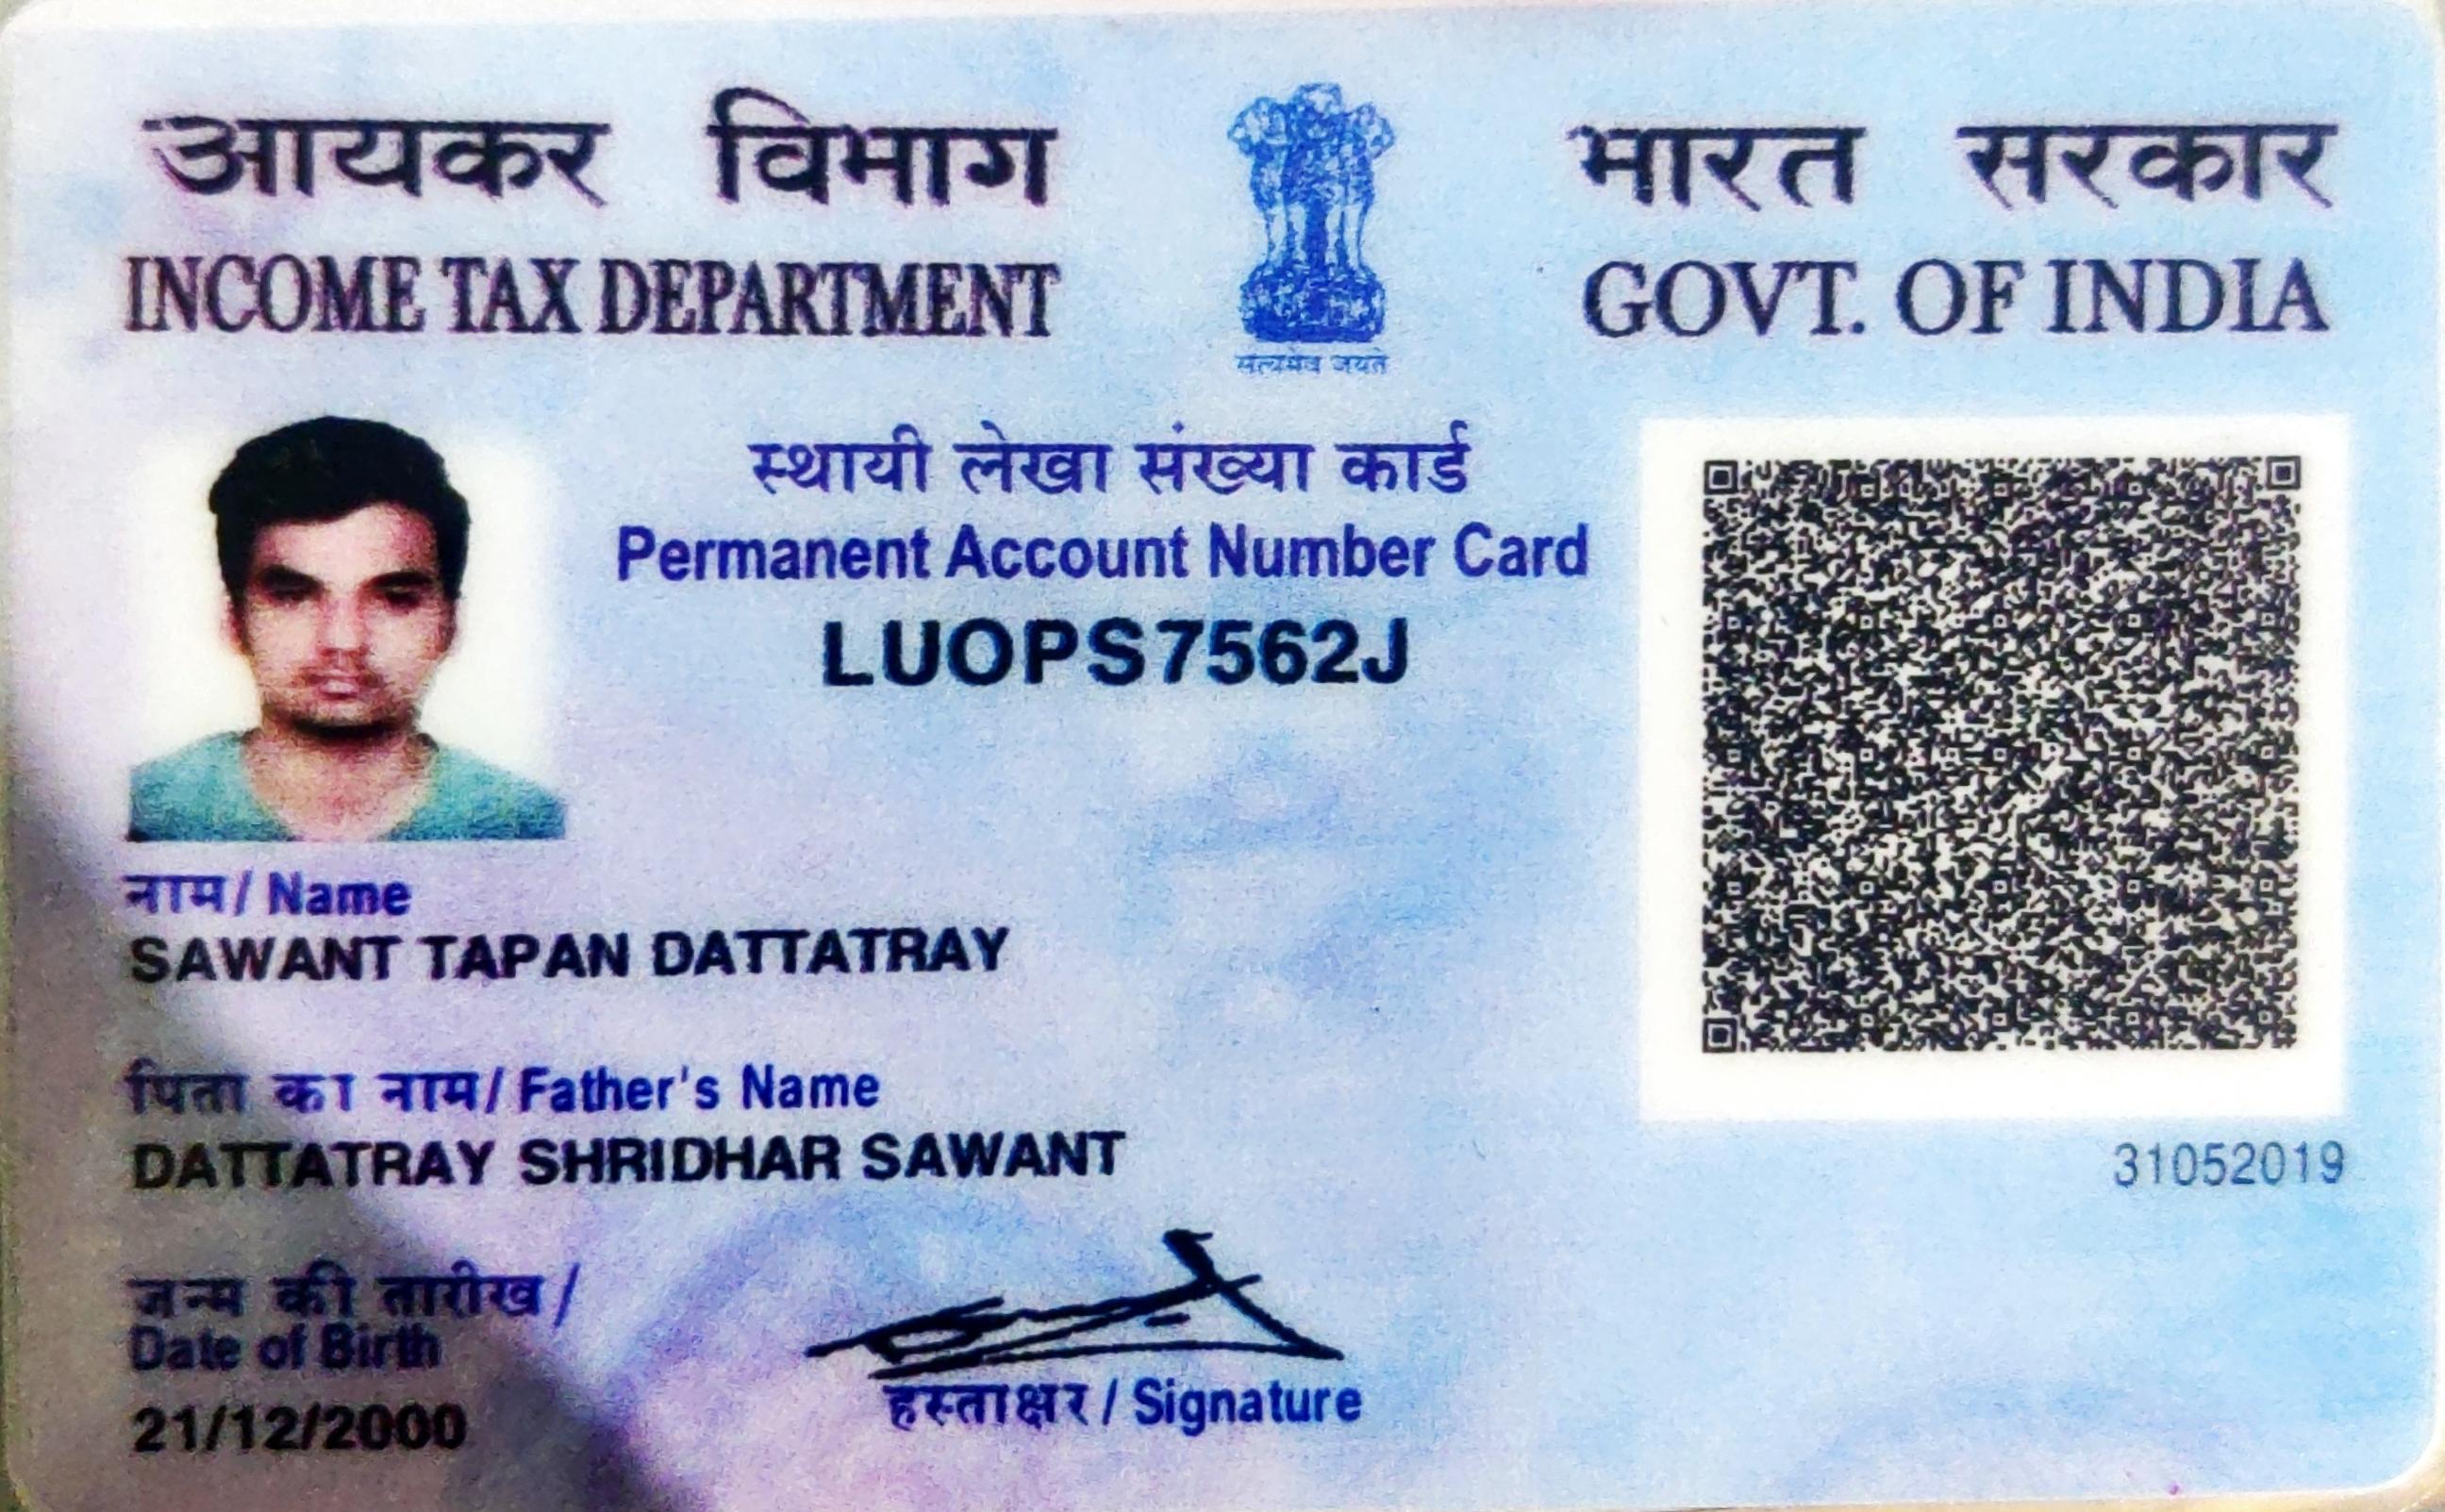 आयकर विभाग
INCOME TAX DEPARTMENT
सत्यमेव जयते
भारत सरकार
GOVT. OF INDIA
स्थायी लेखा संख्या कार्ड
Permanent Account Number Card
LUOPS7562J
नाम / Name
SAWANT TAPAN DATTATRAY
पिता का नाम / Father's Name
DATTATRAY SHRIDHAR SAWANT
31052019
जन्म की तारीख /
Date of Birth
21/12/2000
हस्ताक्षर / Signature